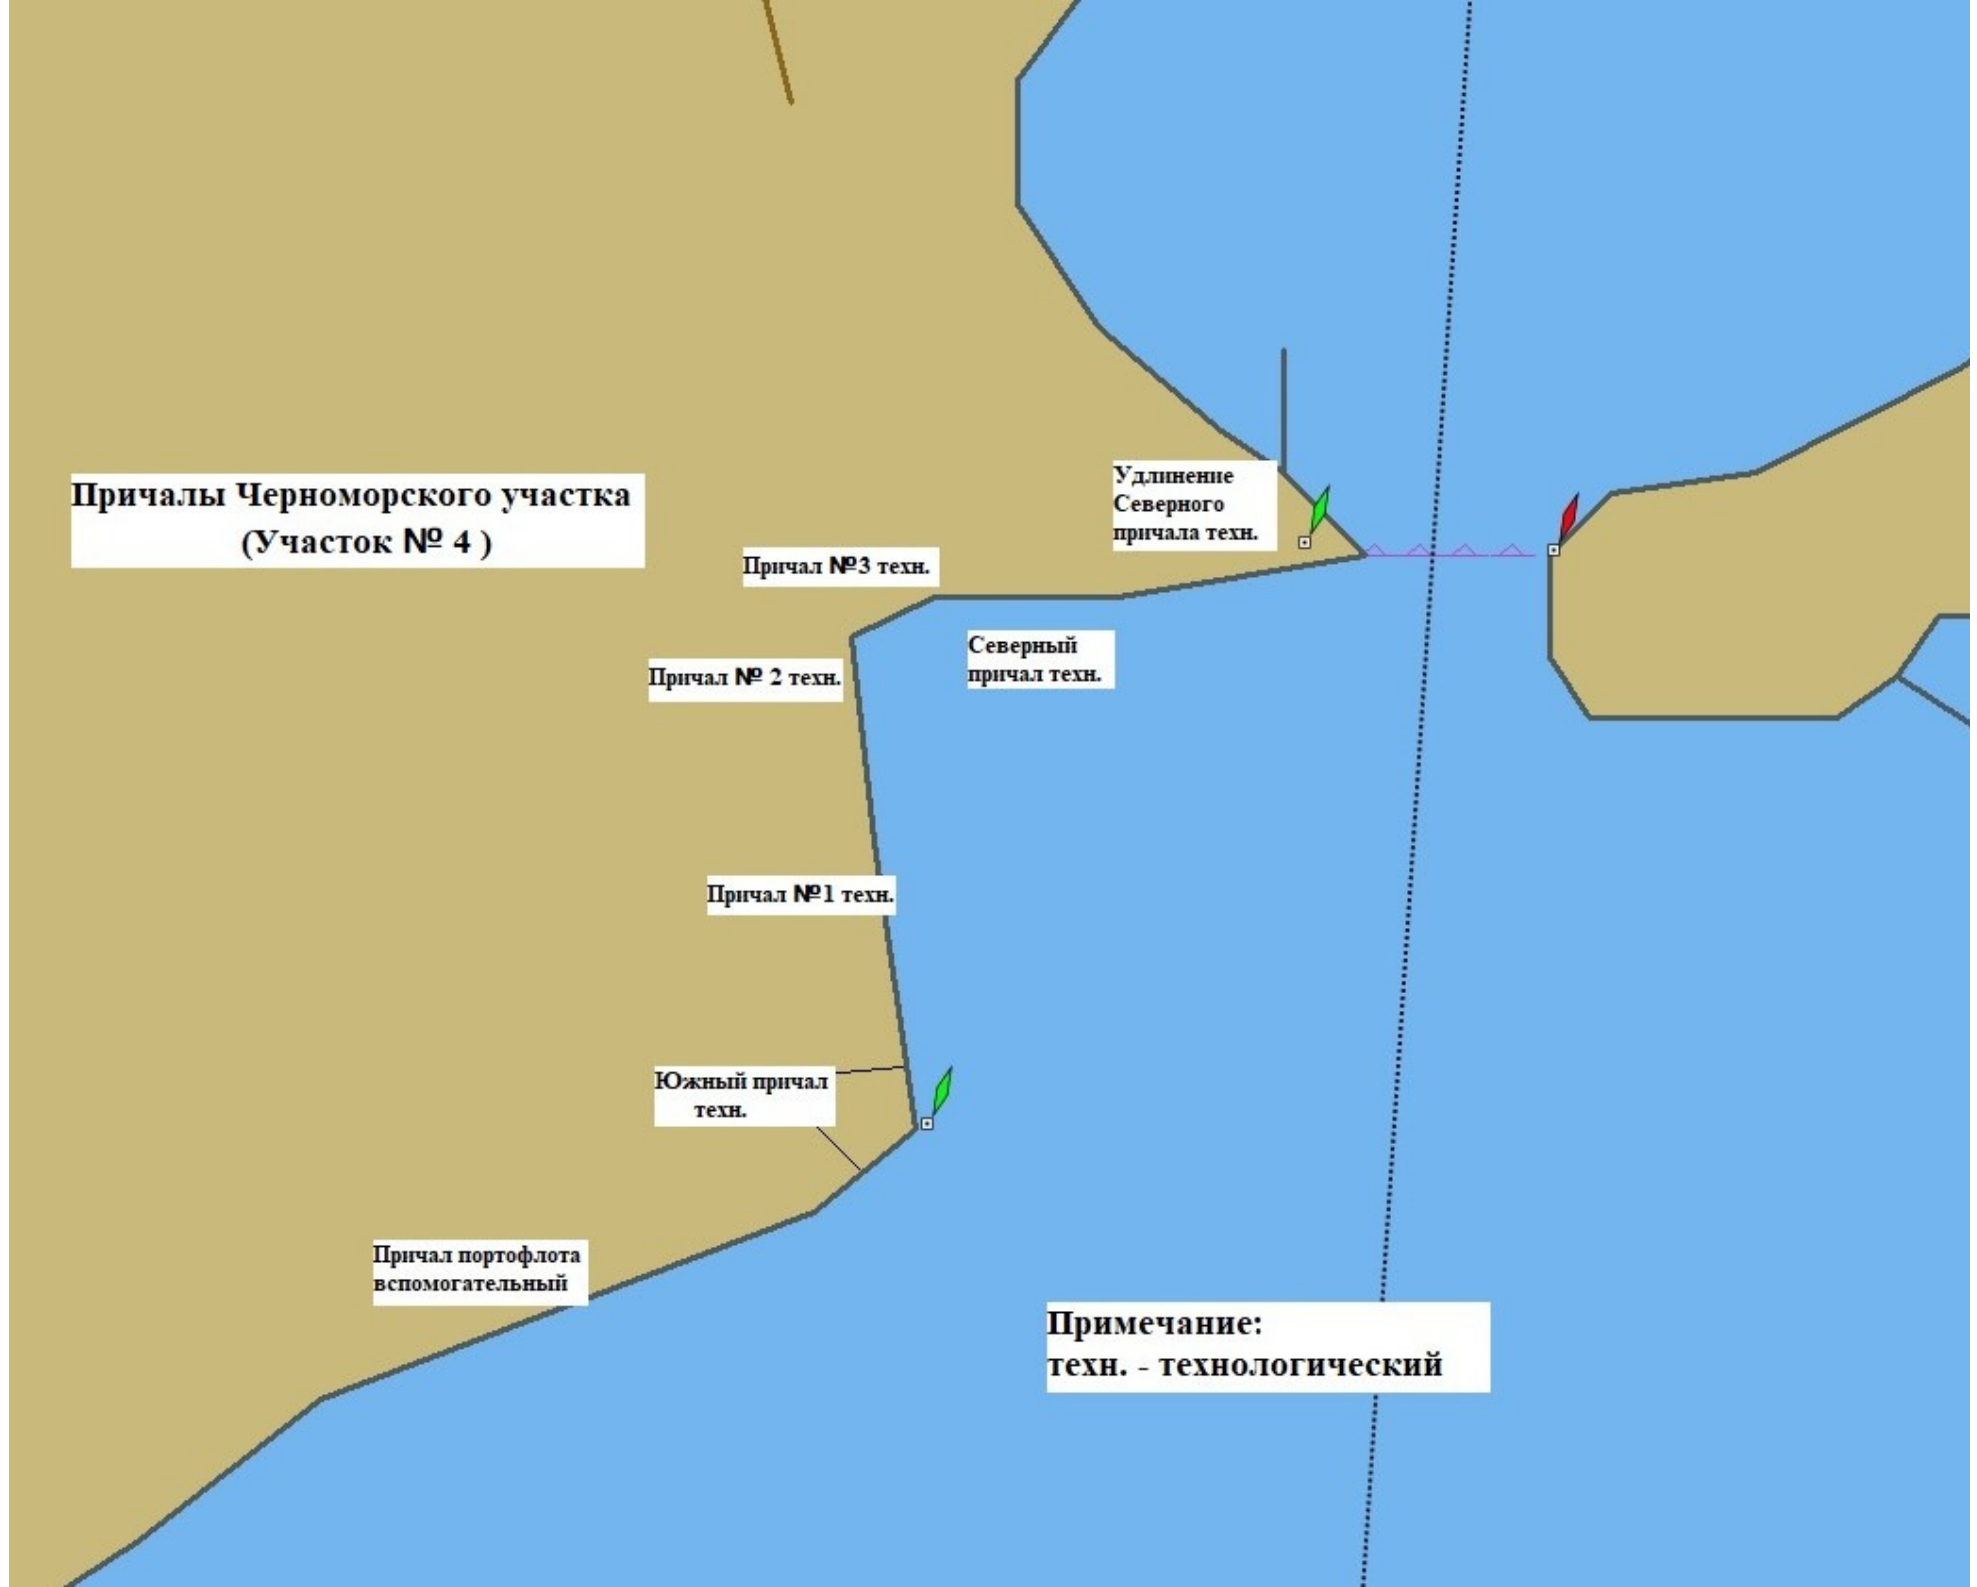 Причалы Черноморского участка
(Участок № 4 )
Удлинение
Северного
причала техн.
Причал №3 техн.
Северный
причал техн.
Причал № 2 техн.
Причал №1 техн.
Южный причал
техн.
Причал портофлота
вспомогательный
Примечание:
техн. - технологический